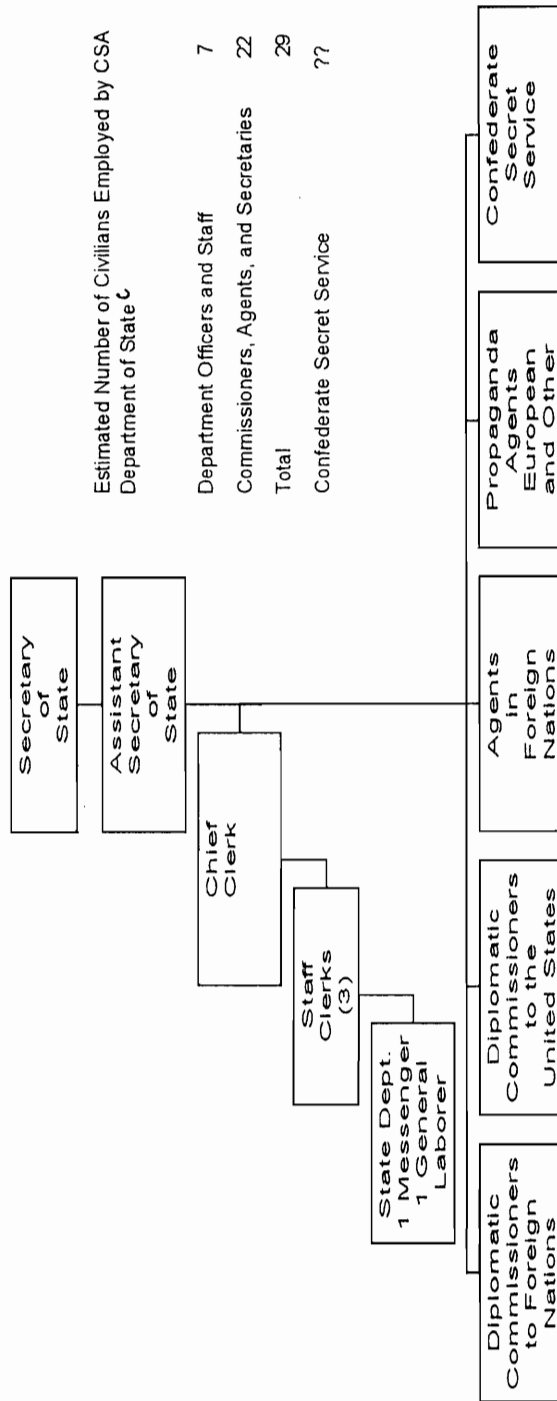 Secretary
of
State
Assistant
Secretary
of
State
Chief
Clerk
Staff
Clerks
(3)
State Dept.
1 Messenger
1 General
Laborer
Estimated Number of Civilians Employed by CSA
Department of State C
Department Officers and Staff 7
Commissioners, Agents, and Secretaries 22
Total 29
Confederate Secret Service ??
Diplomatic
Commissioners
to Foreign
Nations
Diplomatic
Commissioners
to the
United States
Agents
in
Foreign
Nations
Propaganda
Agents
European
and Other
Confederate
Secret
Service